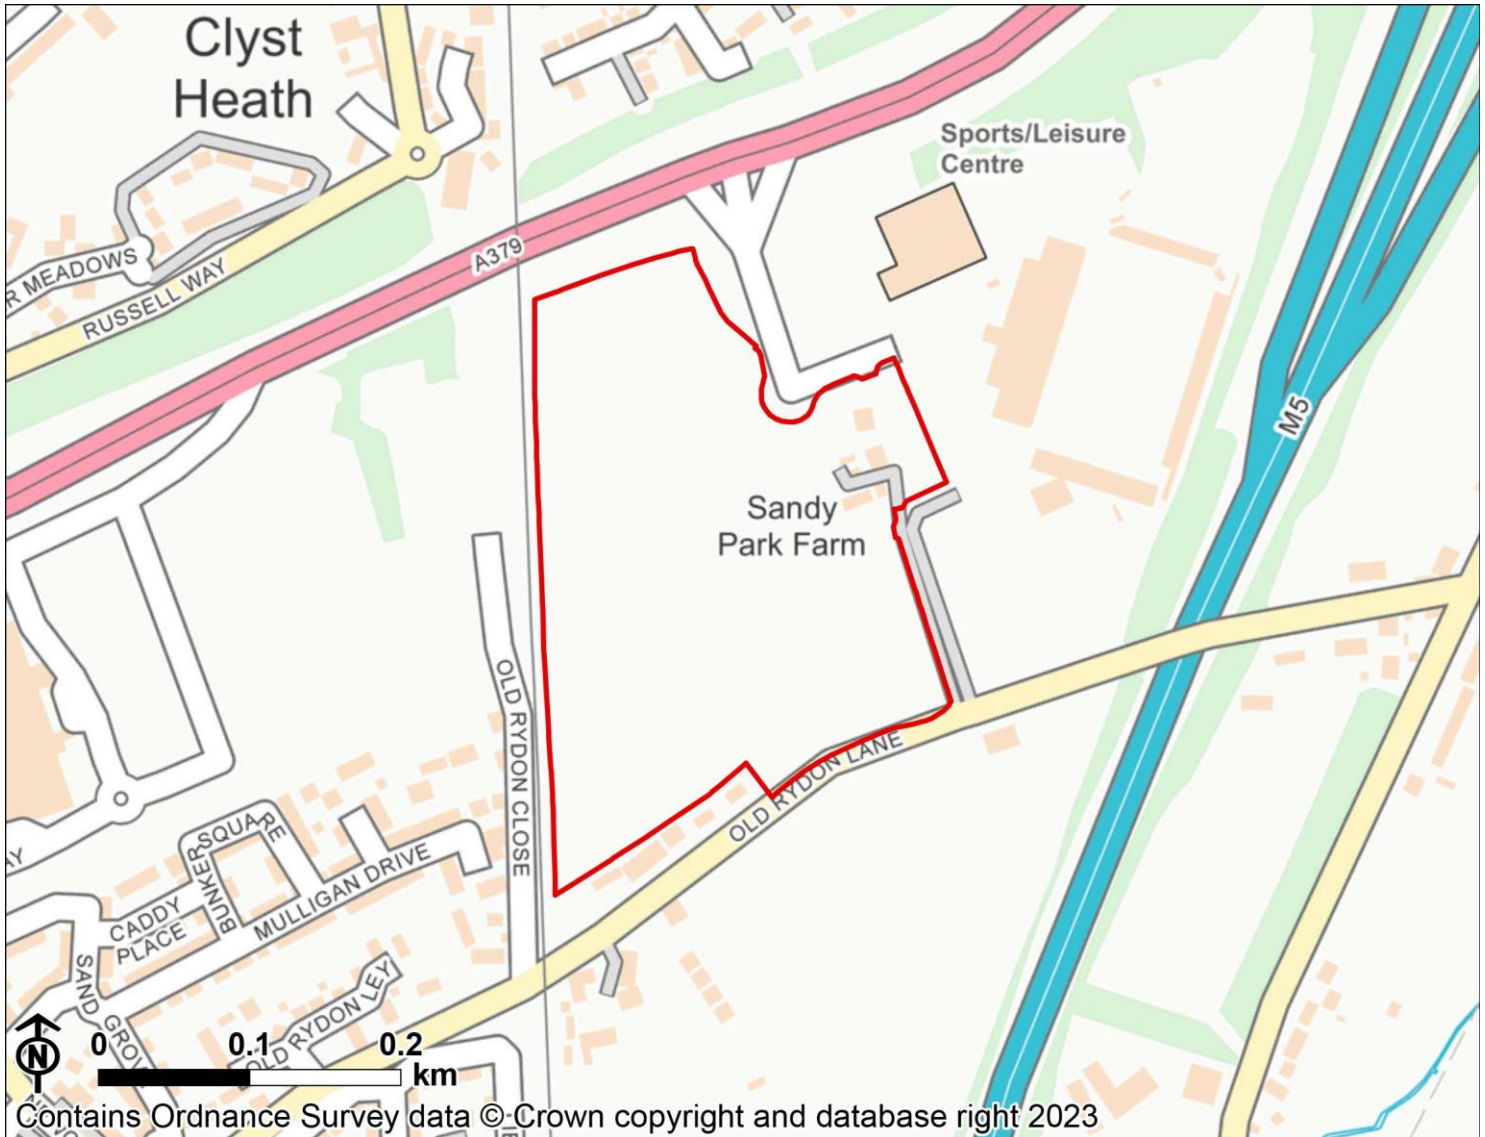 Clyst
Heath
Sports/Leisure
Centre
A379
R MEADOWS
RUSSELL WAY
M5
Sandy
Park Farm
OLD RYDON CLOSE
OLD RYDON LANE
SQUARE
BUNKER
MULLIGAN DRIVE
CADDY
PLACE
AY
SAND GROVE
OLD RYDON LEY
N
0 0.1 0.2
km
Contains Ordnance Survey data © Crown copyright and database right 2023